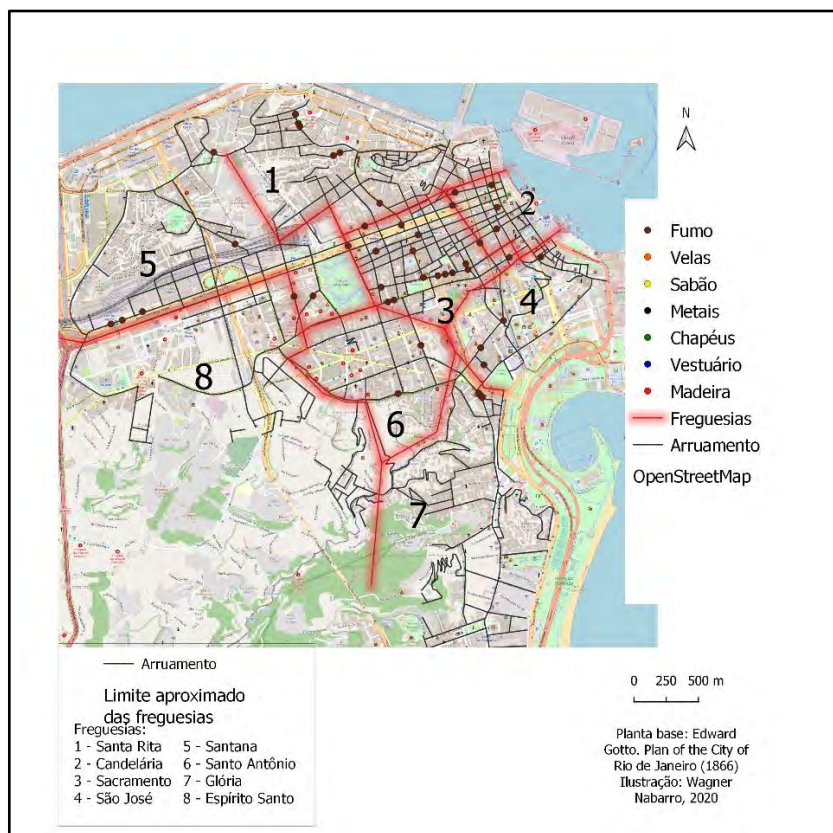 N
1
2
5
3
4
8
6
7
Fumo
Velas
Sabão
Metais
Chapéus
Vestuário
Madeira
Freguesias
Arruamento
OpenStreetMap
Arruamento
Limite aproximado
das freguesias
Freguesias:
1 - Santa Rita 5 - Santana
2 - Candelária 6 - Santo Antônio
3 - Sacramento 7 - Glória
4 - São José 8 - Espírito Santo
0 250 500 m
Planta base: Edward
Gotto. Plan of the City of
Rio de Janeiro (1866)
Ilustração: Wagner
Nabarro, 2020